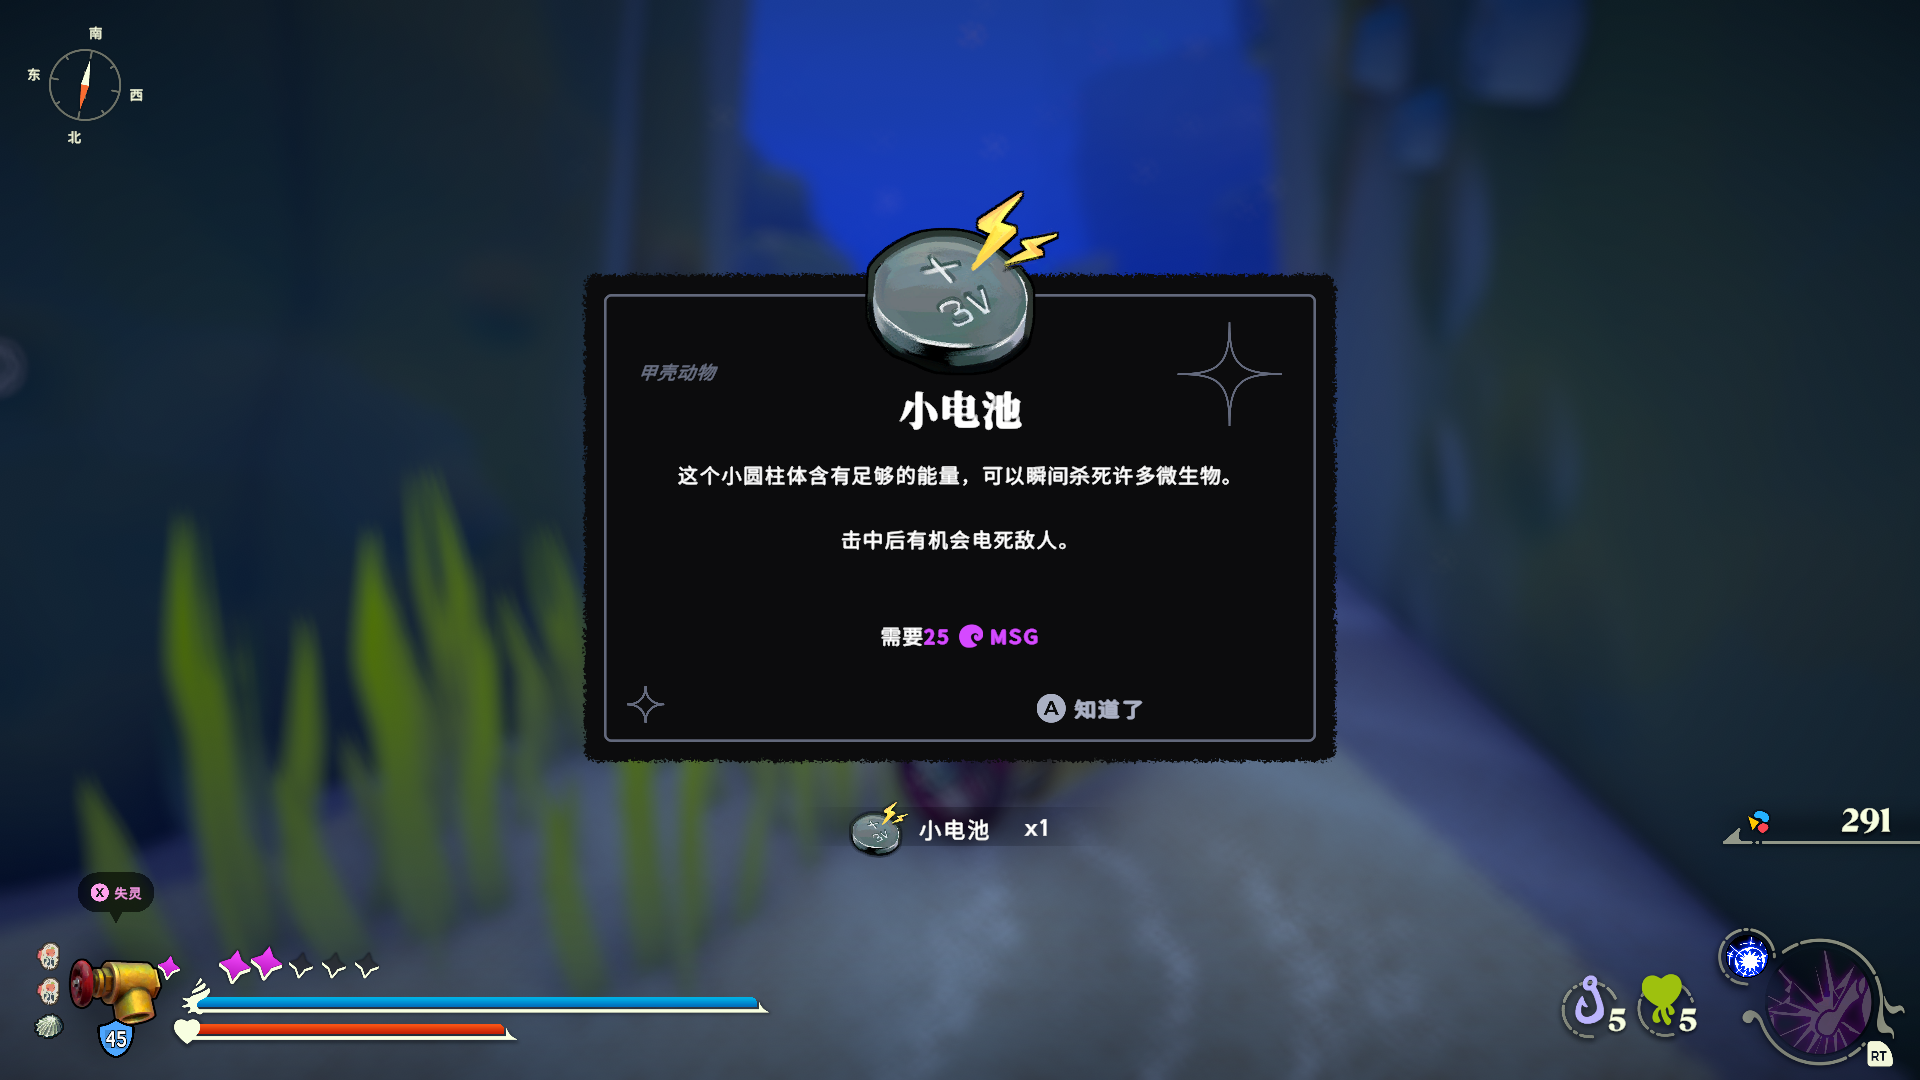 南
东
西
北
+
3V
甲壳动物
小电池
这个小圆柱体含有足够的能量，可以瞬间杀死许多微生物。
击中后有机会电死敌人。
需要25 MSG
A 知道了
小电池 x1
291
X 失灵
45
5
5
RT